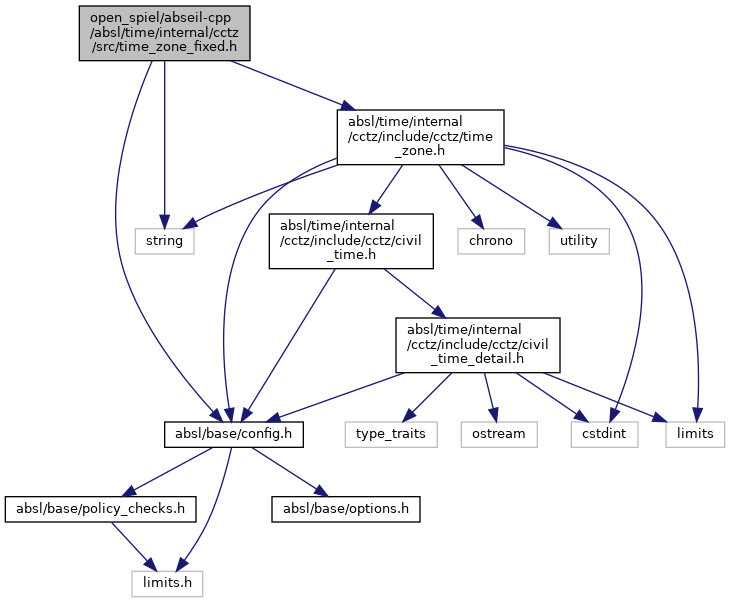 open_spiel/abseil-cpp
/absl/time/internal/cctz
/src/time_zone_fixed.h
absl/time/internal
/cctz/include/cctz/time
_zone.h
string
absl/time/internal
/cctz/include/cctz/civil
_time.h
chrono
utility
absl/time/internal
/cctz/include/cctz/civil
_time_detail.h
absl/base/config.h
type_traits
ostream
cstdint
limits
absl/base/policy_checks.h
absl/base/options.h
limits.h